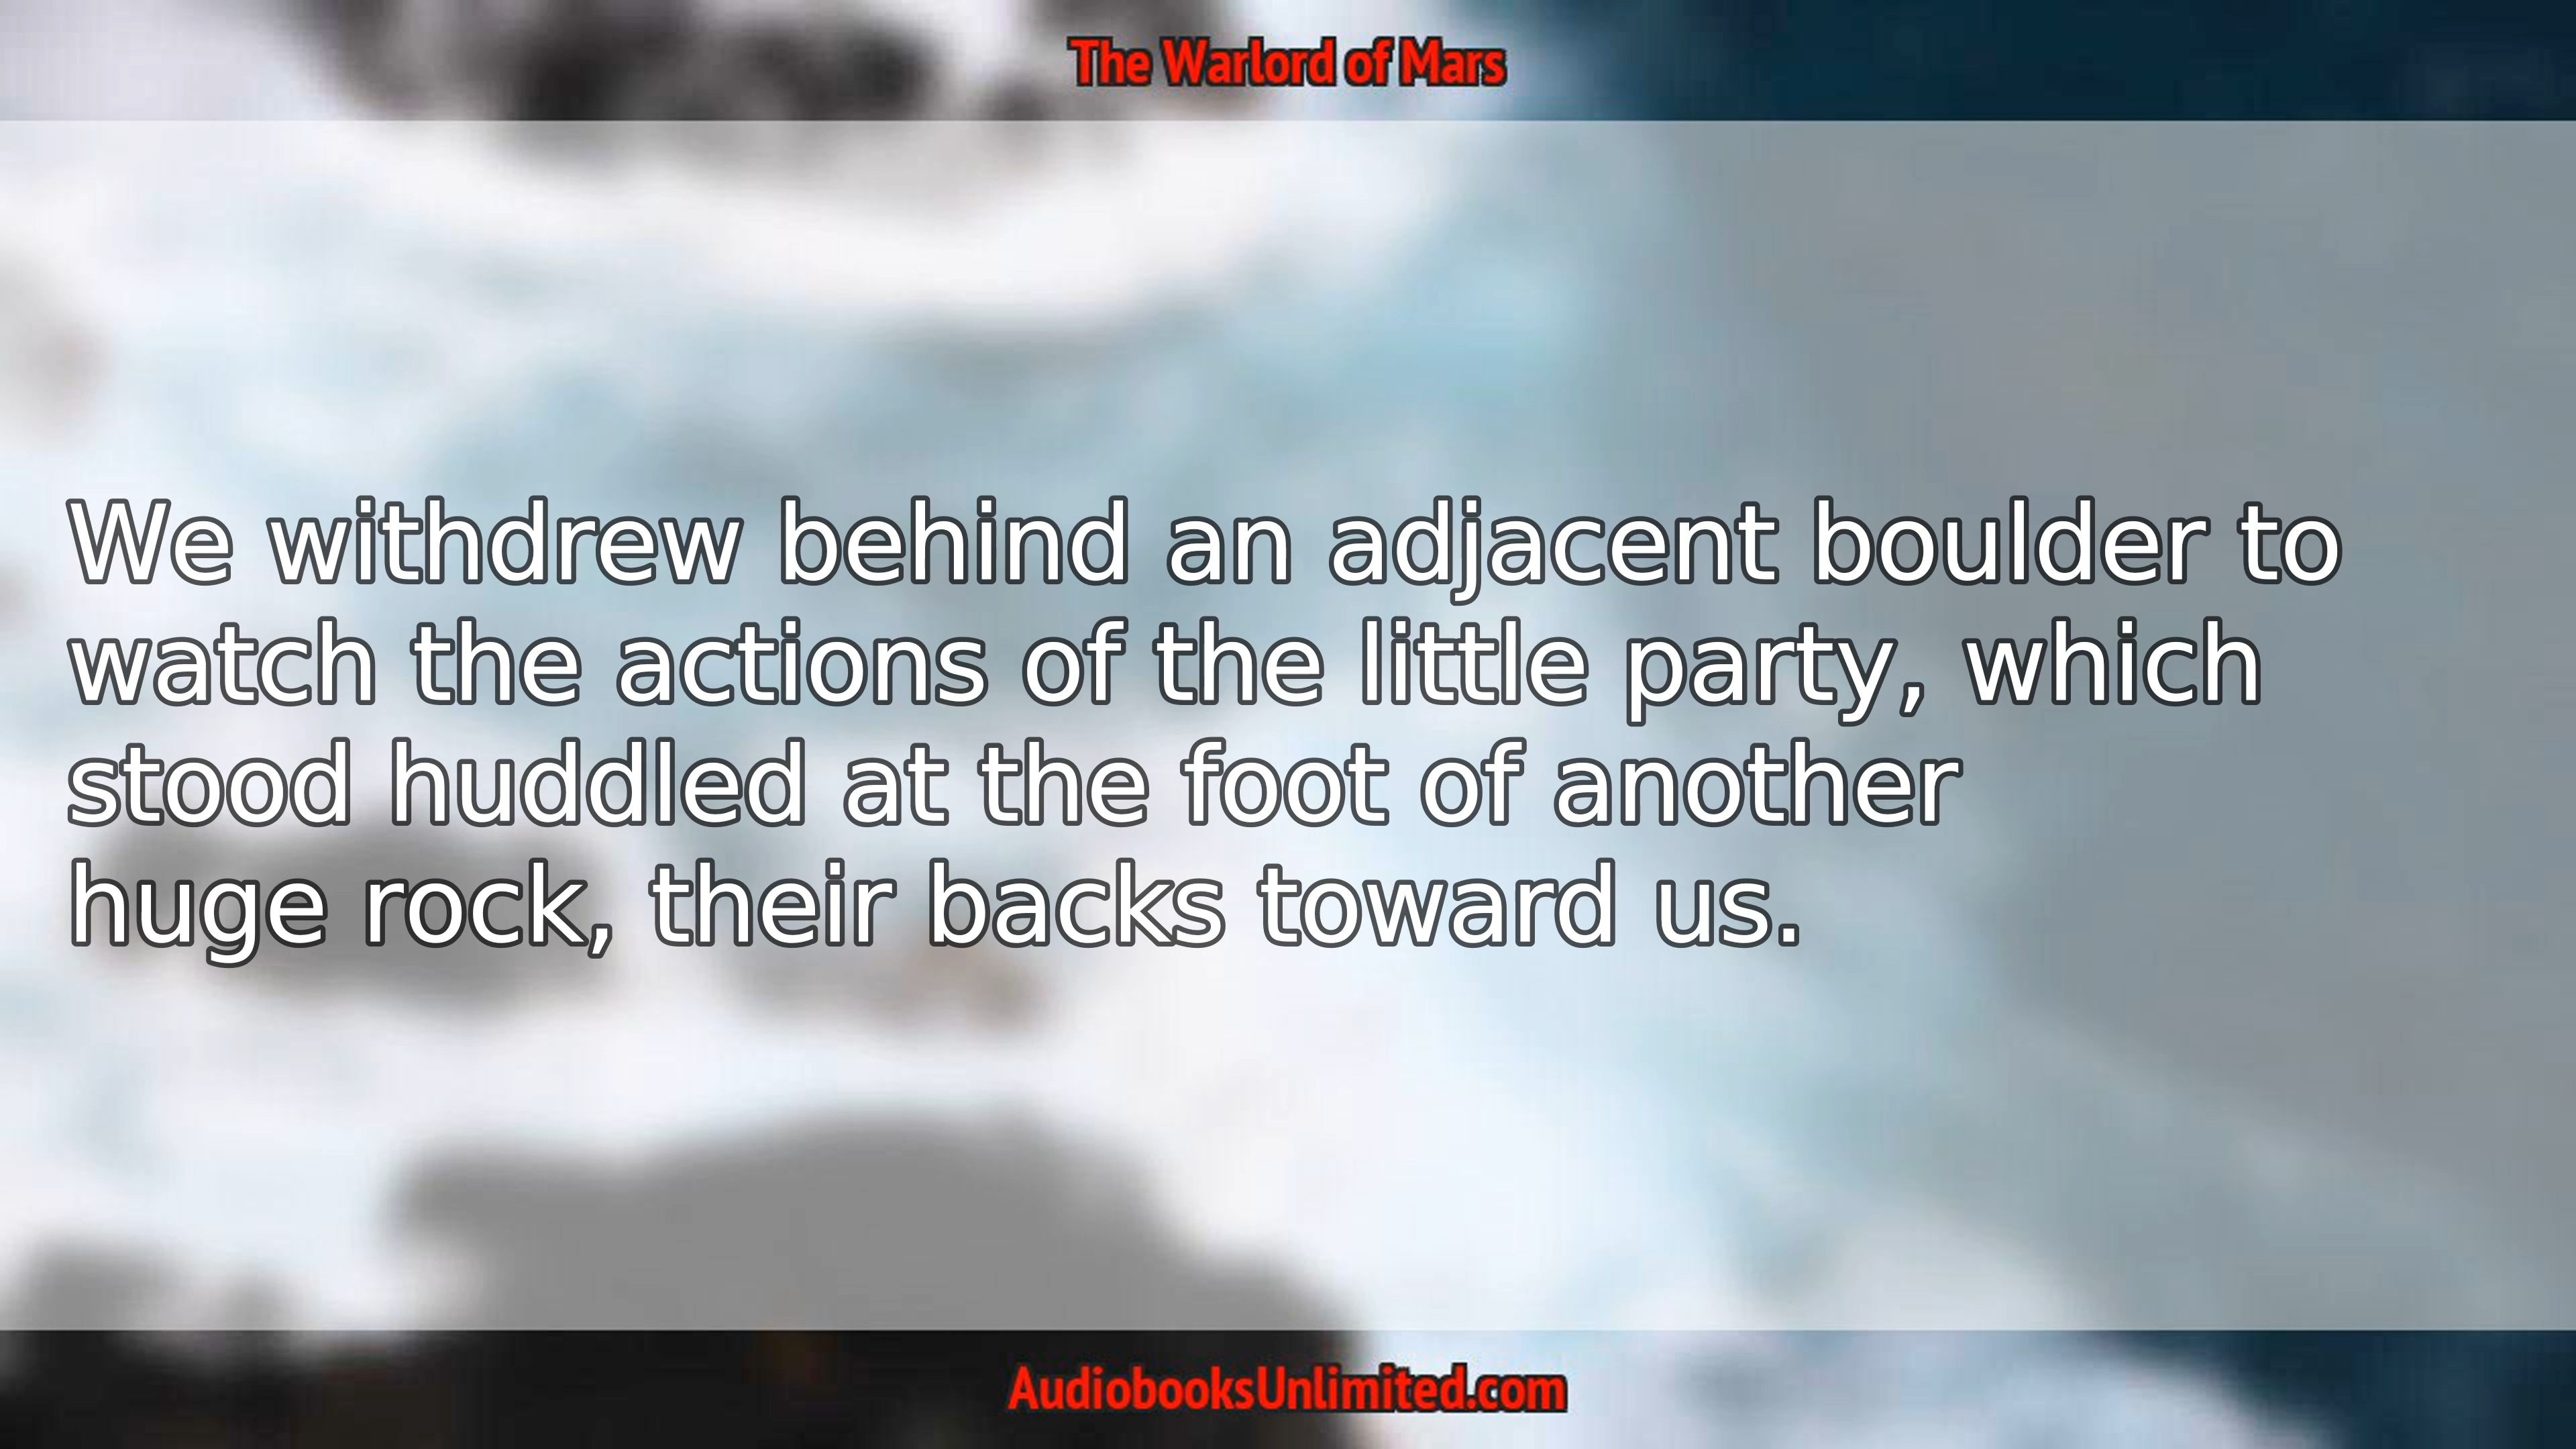 The Warlord of Mars
We withdrew behind an adjacent boulder to
watch the actions of the little party, which
stood huddled at the foot of another
huge rock, their backs toward us.
AudiobooksUnlimited.com